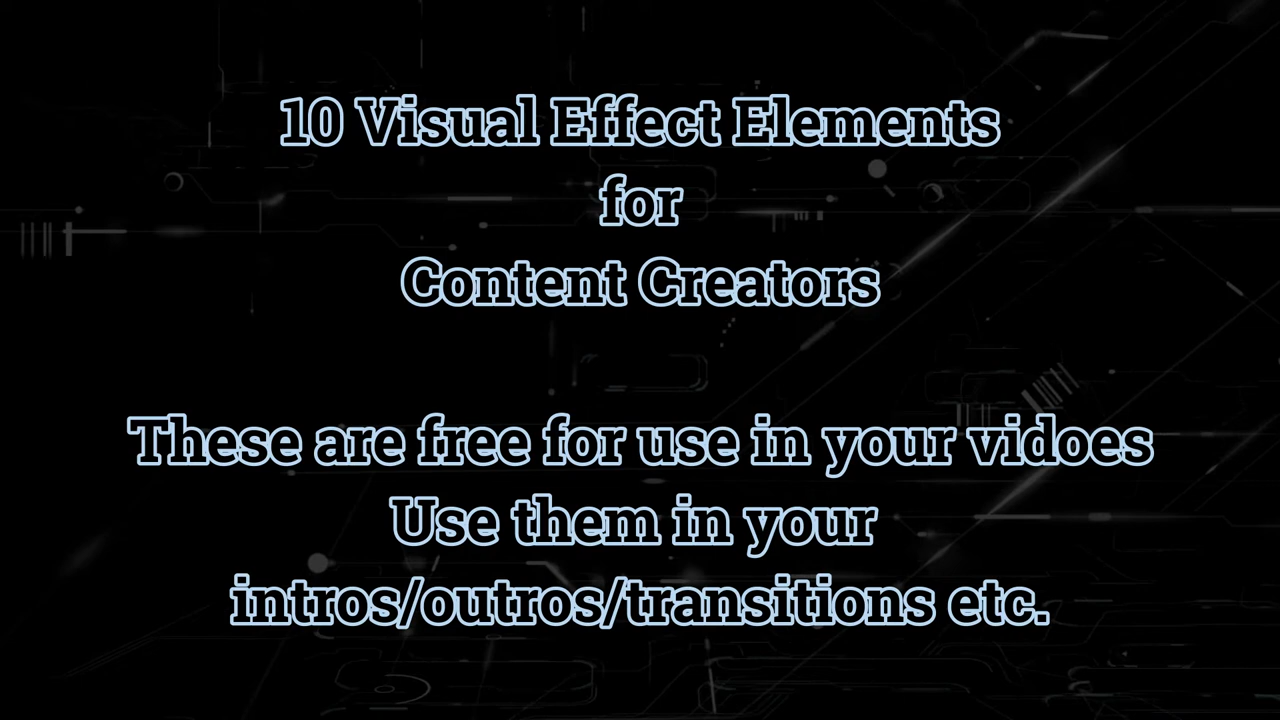 10 Visual Effect Elements
for
Content Creators
These are free for use in your vidoes
Use them in your
intros/outros/transitions etc.